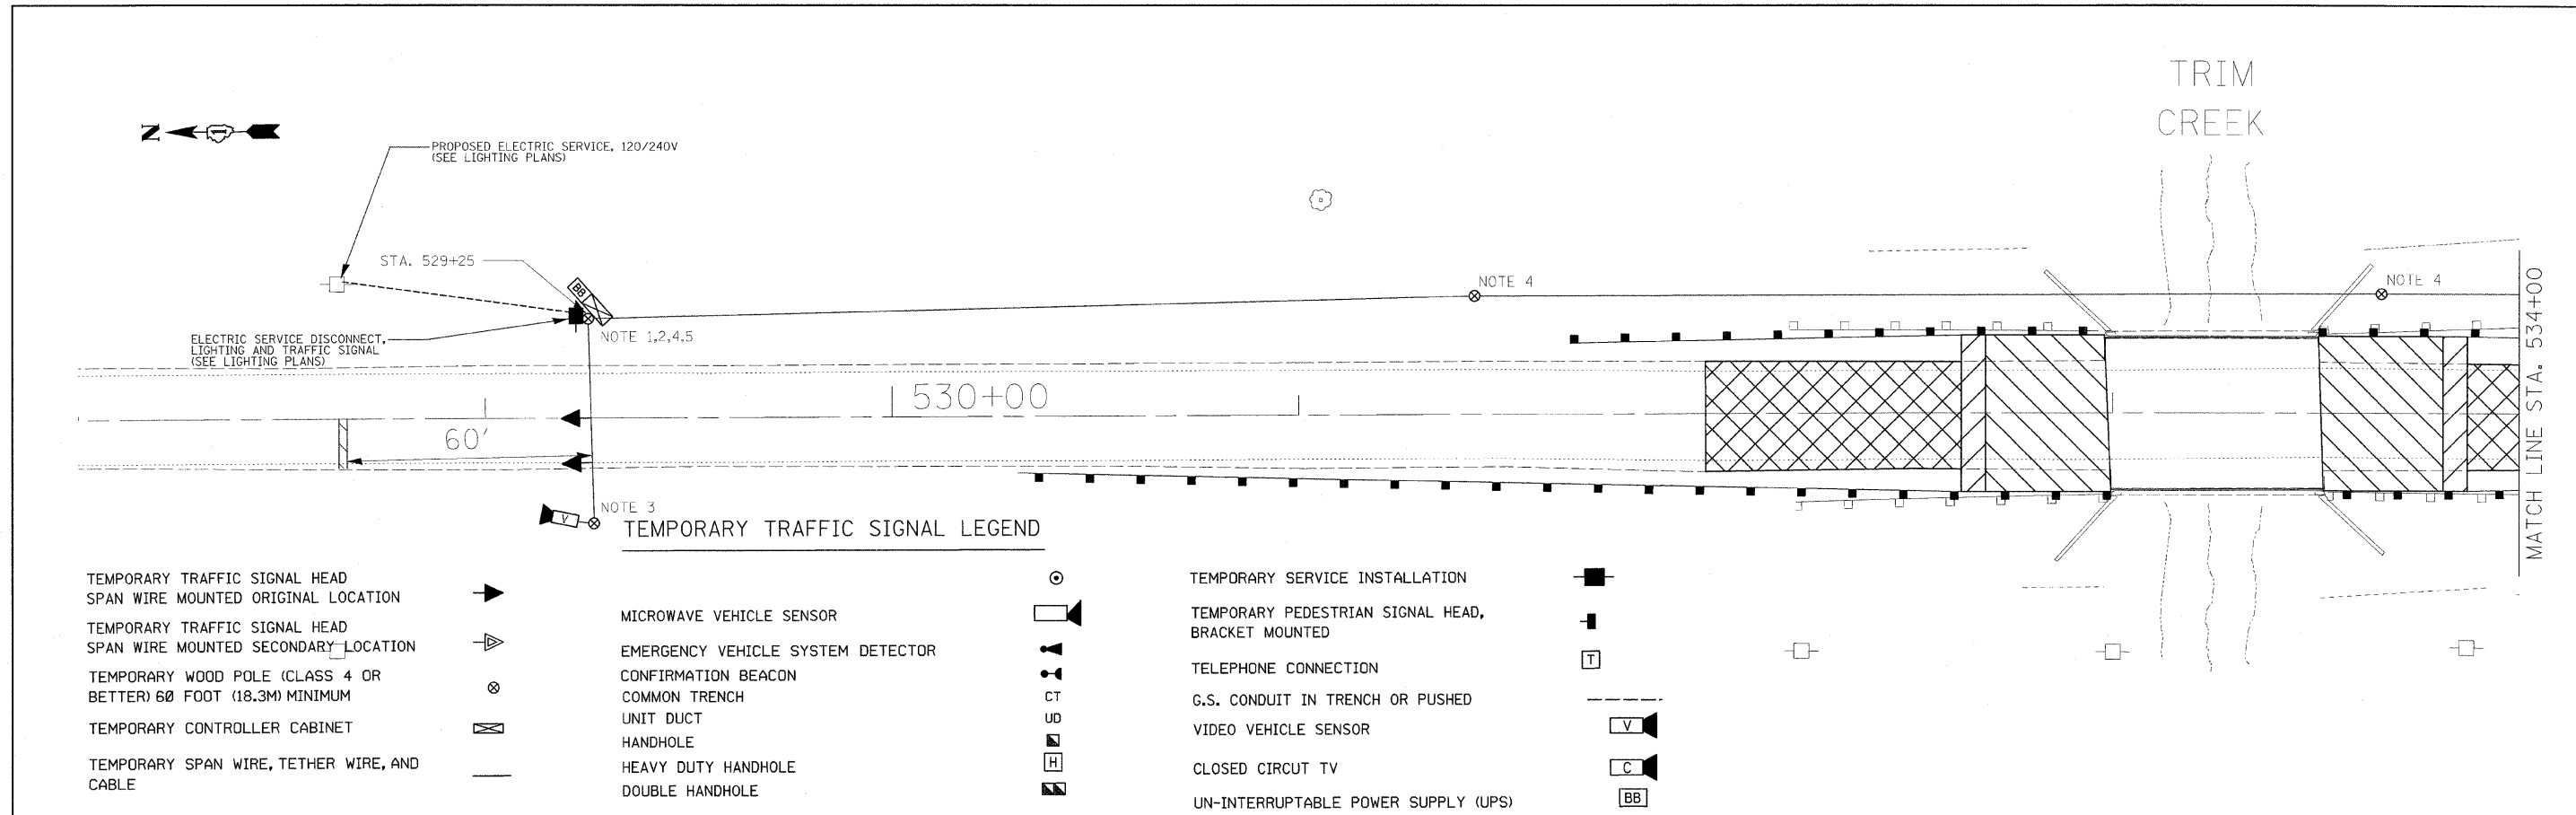 TRIM
CREEK
N
1
PROPOSED ELECTRIC SERVICE, 120/240V
(SEE LIGHTING PLANS)
STA. 529+25
BB
NOTE 4
NOTE 4
ELECTRIC SERVICE DISCONNECT,
LIGHTING AND TRAFFIC SIGNAL
(SEE LIGHTING PLANS)
NOTE 1,2,4,5
530+00
60'
MATCH LINE STA. 534+00
NOTE 3
V
TEMPORARY TRAFFIC SIGNAL LEGEND
TEMPORARY TRAFFIC SIGNAL HEAD
SPAN WIRE MOUNTED ORIGINAL LOCATION
TEMPORARY TRAFFIC SIGNAL HEAD
SPAN WIRE MOUNTED SECONDARY LOCATION
TEMPORARY WOOD POLE (CLASS 4 OR
BETTER) 60 FOOT (18.3M) MINIMUM
TEMPORARY CONTROLLER CABINET
TEMPORARY SPAN WIRE, TETHER WIRE, AND
CABLE
MICROWAVE VEHICLE SENSOR
EMERGENCY VEHICLE SYSTEM DETECTOR
CONFIRMATION BEACON
COMMON TRENCH CT
UNIT DUCT UD
HANDHOLE
HEAVY DUTY HANDHOLE H
DOUBLE HANDHOLE
TEMPORARY SERVICE INSTALLATION
TEMPORARY PEDESTRIAN SIGNAL HEAD,
BRACKET MOUNTED
TELEPHONE CONNECTION T
G.S. CONDUIT IN TRENCH OR PUSHED
VIDEO VEHICLE SENSOR V
CLOSED CIRCUT TV C
UN-INTERRUPTABLE POWER SUPPLY (UPS) BB